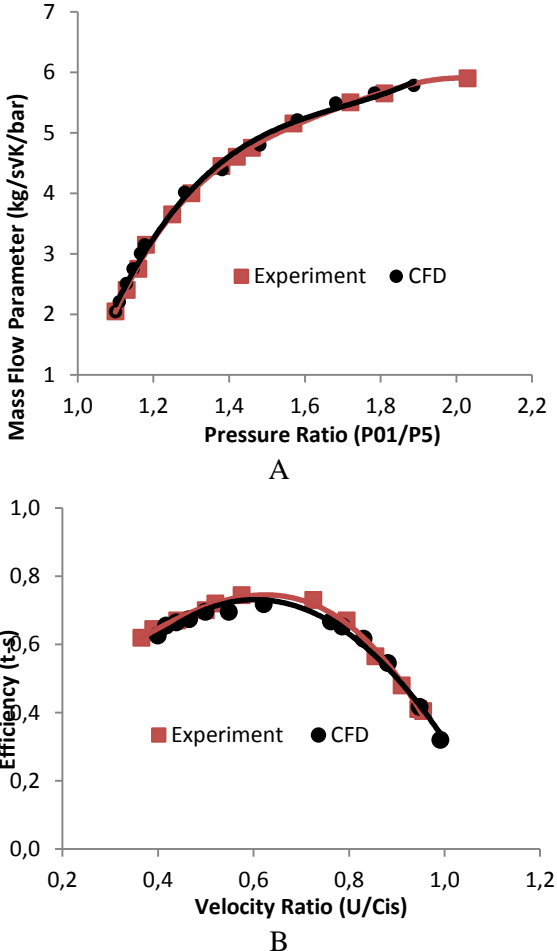 Mass Flow Parameter (kg/sVK/bar)
7
6
5
4
3
2
1
Experiment
CFD
1,0
1,2
1,4
1,6
1,8
2,0
2,2
Pressure Ratio (P01/P5)
A
Efficiency (t-s)
1,0
0,8
0,6
0,4
0,2
0,0
Experiment
CFD
0,2
0,4
0,6
0,8
1,0
1,2
Velocity Ratio (U/Cis)
B